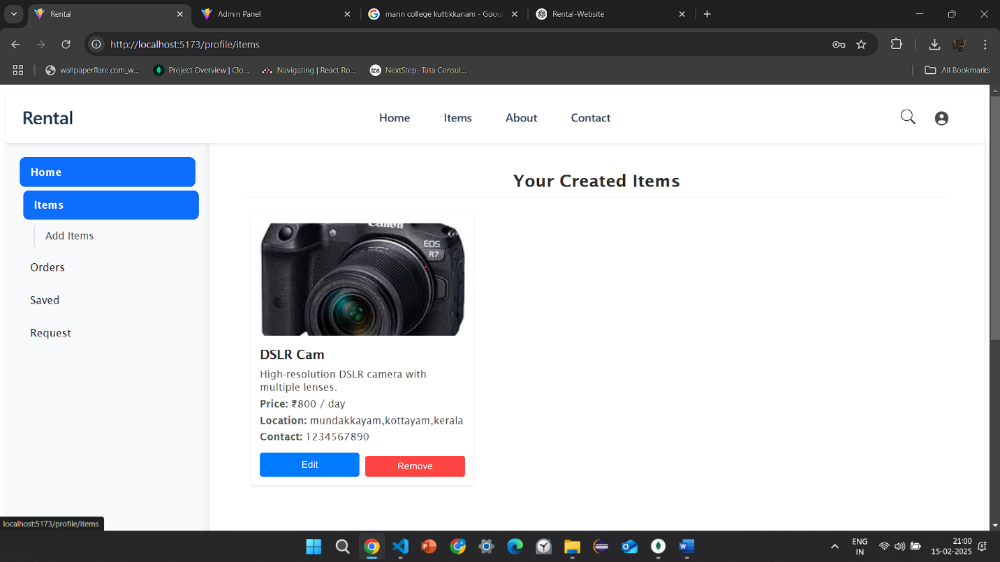 Rental
Admin Panel
marin college kuttikkanam - Goog
Rental-Website
http://localhost:5173/profile/items
wallpaperflare.com_w...
Project Overview | Clo...
Navigating | React Ro...
tcs
NextStep- Tata Consul...
All Bookmarks
Rental
Home
Items
About
Contact
Home
Items
Add Items
Orders
Saved
Request
Your Created Items
Canon
EOS
R7
DSLR Cam
High-resolution DSLR camera with
multiple lenses.
Price: ₹800 / day
Location: mundakkayam,kottayam,kerala
Contact: 1234567890
Edit
Remove
localhost:5173/profile/items
ENG
IN
21:00
15-02-2025